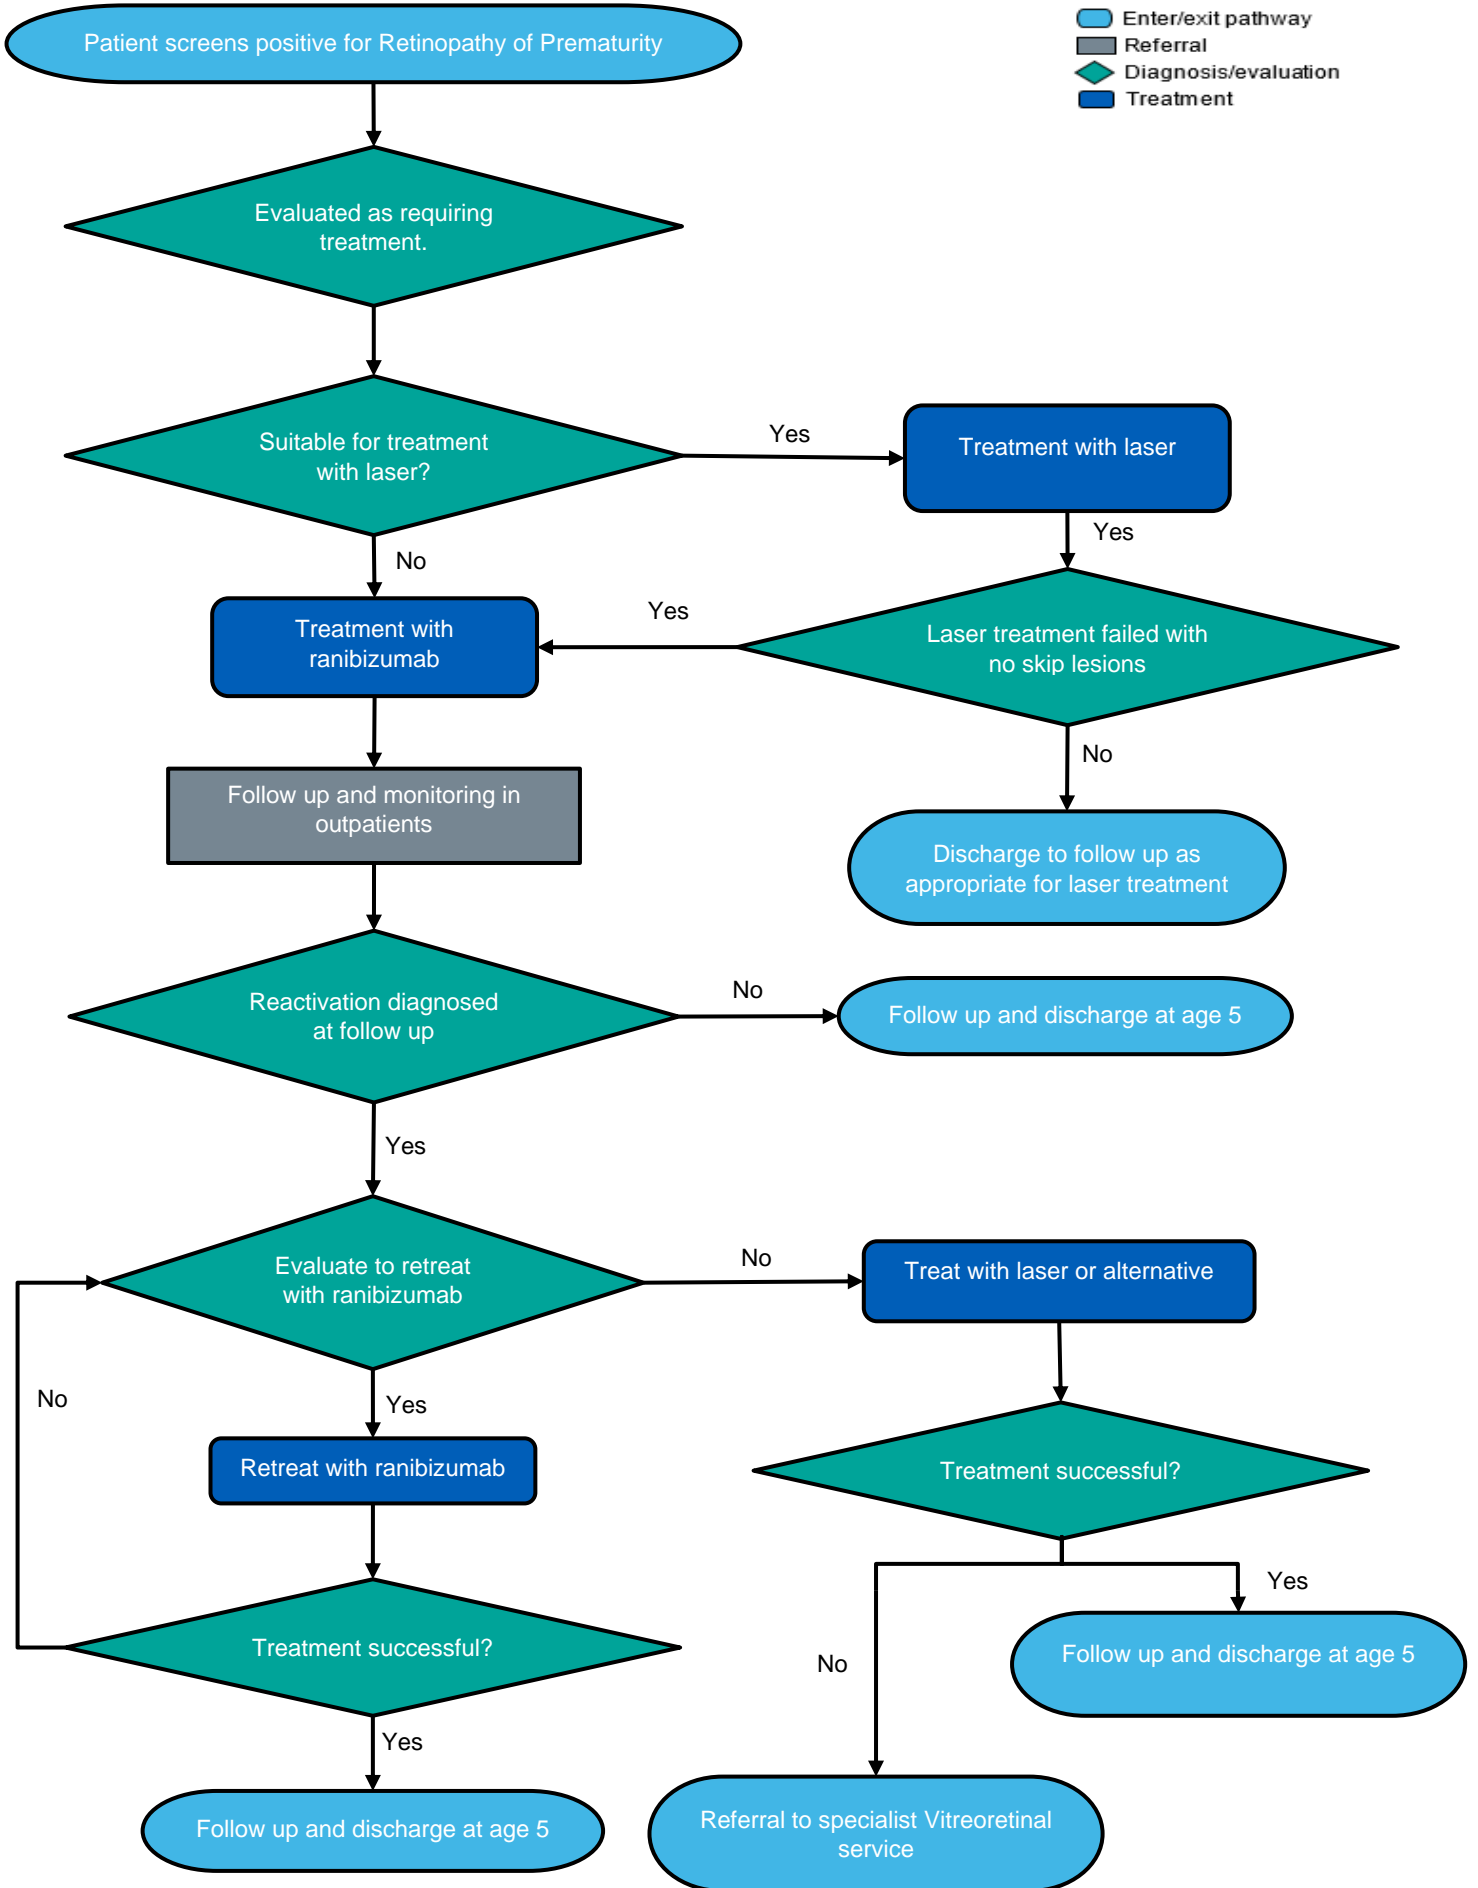 Patient screens positive for Retinopathy of Prematurity
Enter/exit pathway
Referral
Diagnosis/evaluation
Treatment
Evaluated as requiring
treatment.
Suitable for treatment
with laser?
Yes
Treatment with laser
Yes
No
Treatment with
ranibizumab
Yes
Laser treatment failed with
no skip lesions
No
Follow up and monitoring in
outpatients
Discharge to follow up as
appropriate for laser treatment
Reactivation diagnosed
at follow up
No
Follow up and discharge at age 5
Yes
Evaluate to retreat
with ranibizumab
No
Treat with laser or alternative
No
Yes
Retreat with ranibizumab
Treatment successful?
Yes
Treatment successful?
No
Follow up and discharge at age 5
Yes
Follow up and discharge at age 5
Referral to specialist Vitreoretinal
service